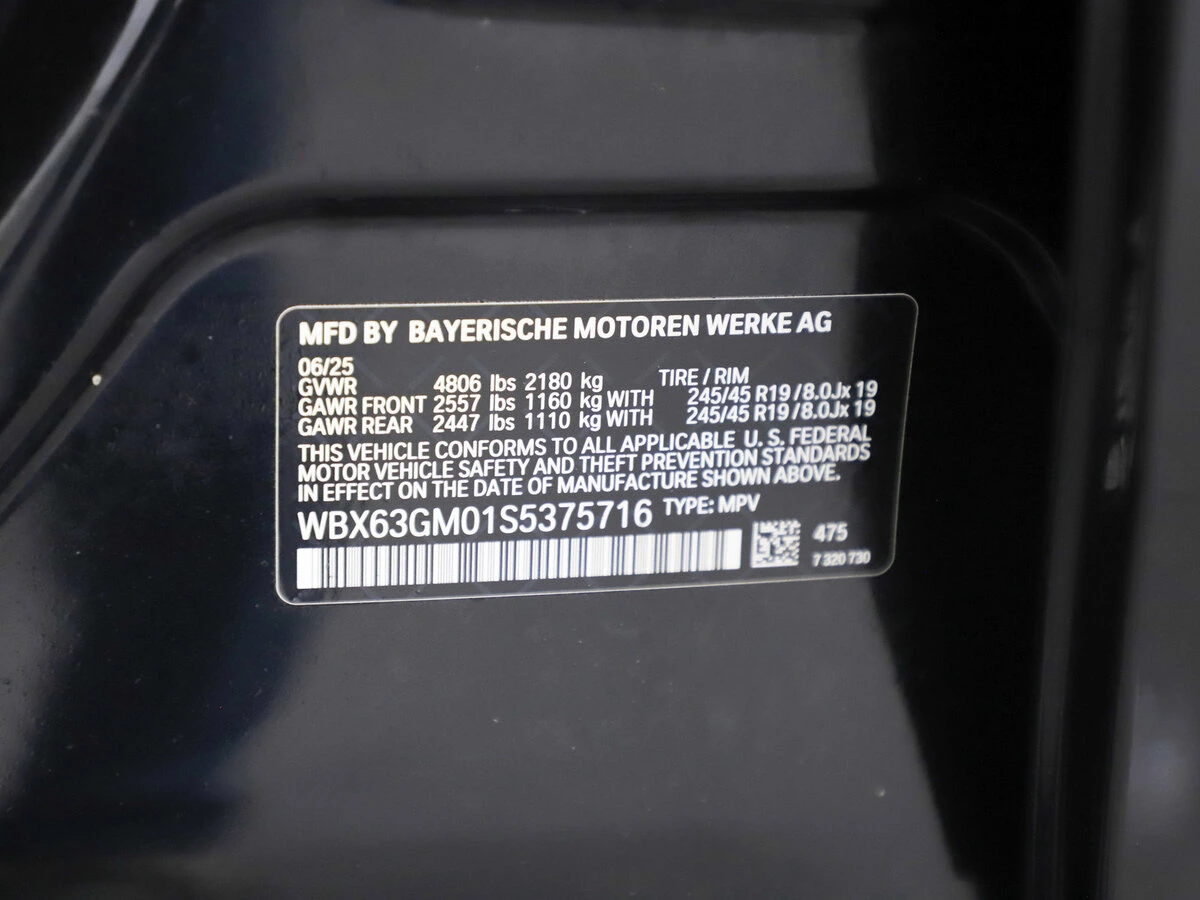 MFD BY BAYERISCHE MOTOREN WERKE AG
06/25
GVWR 4806 lbs 2180 kg TIRE / RIM
GAWR FRONT 2557 lbs 1160 kg WITH 245/45 R19 / 8.0Jx 19
GAWR REAR 2447 lbs 1110 kg WITH 245/45 R19 / 8.0Jx 19
THIS VEHICLE CONFORMS TO ALL APPLICABLE U. S. FEDERAL
MOTOR VEHICLE SAFETY AND THEFT PREVENTION STANDARDS
IN EFFECT ON THE DATE OF MANUFACTURE SHOWN ABOVE.
WBX63GM01S5375716 TYPE: MPV
475
7 320 730